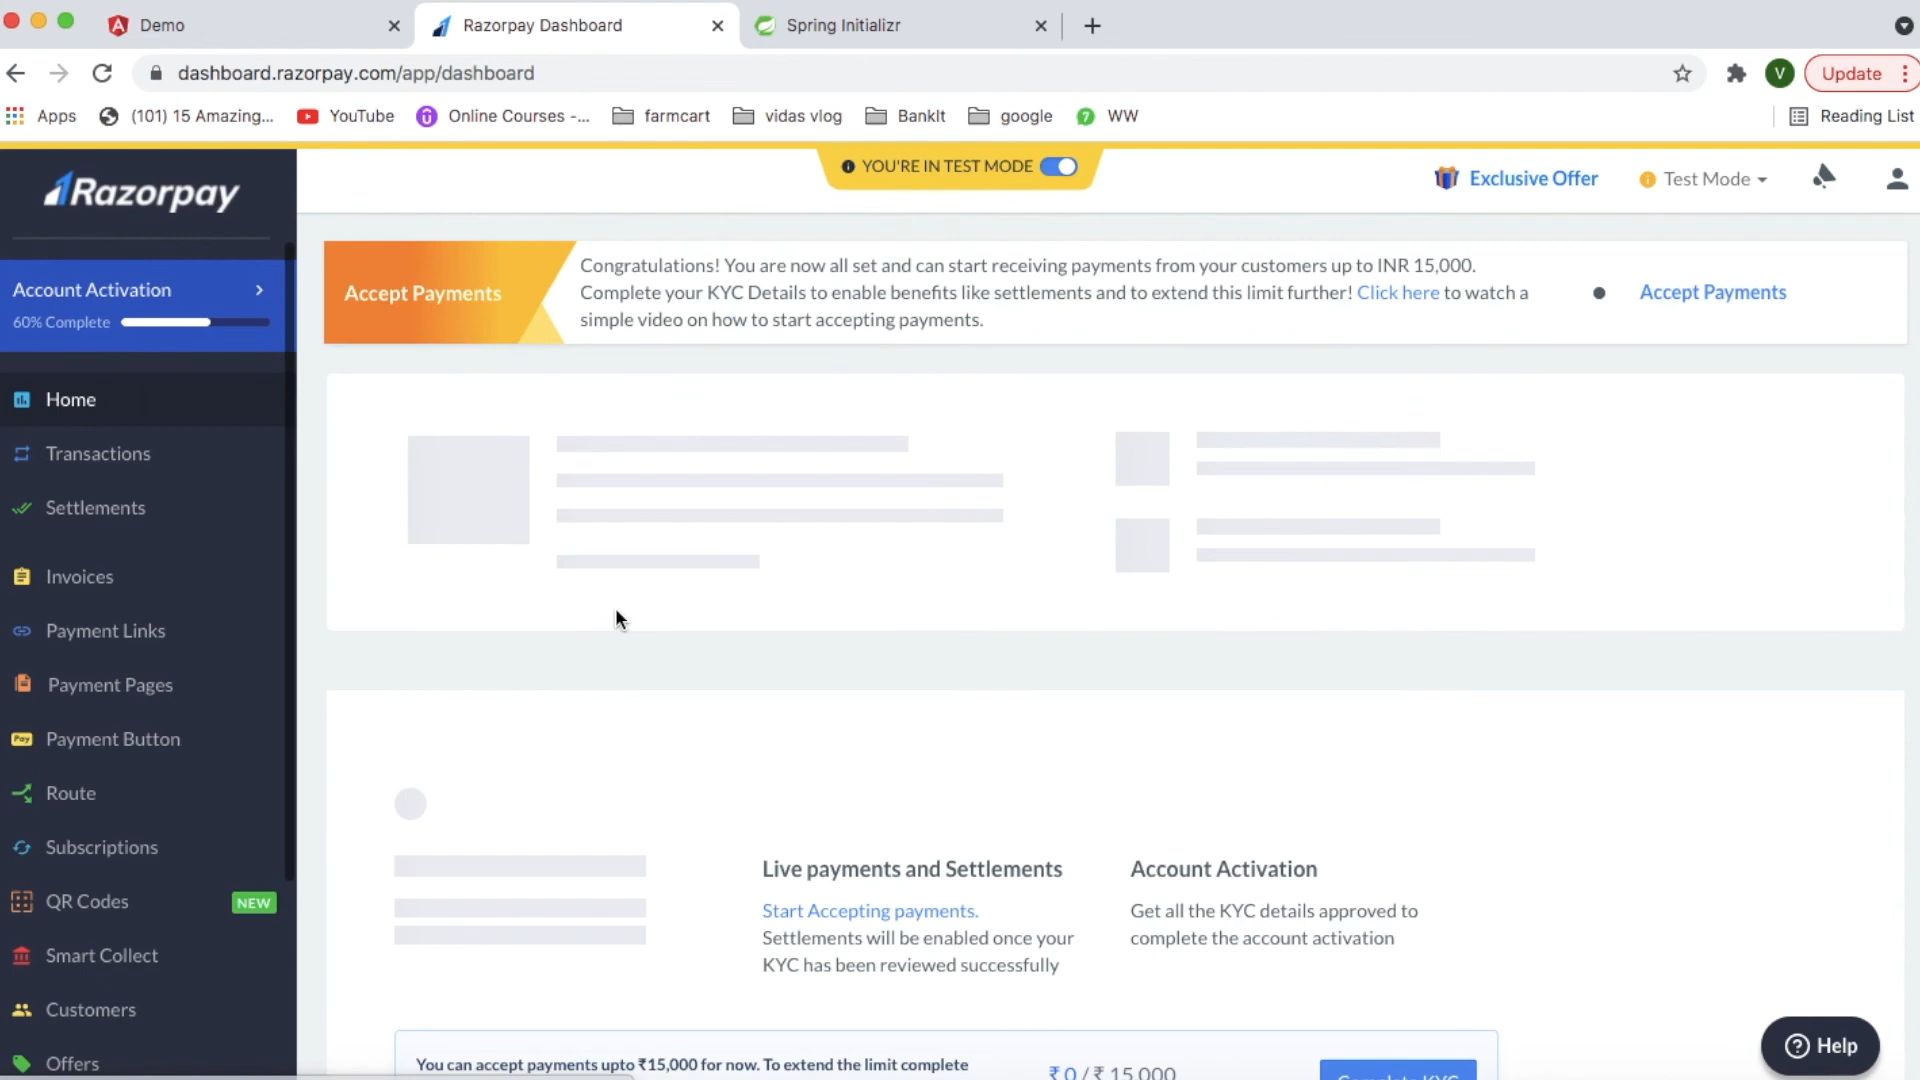 Demo
Razorpay Dashboard
Spring Initializr
dashboard.razorpay.com/app/dashboard
V
Update
Apps
(101) 15 Amazing...
YouTube
Online Courses -...
farmcart
vidas vlog
BankIt
google
WW
Reading List
Razorpay
YOU'RE IN TEST MODE
Exclusive Offer
Test Mode
Account Activation
60% Complete
Accept Payments
Congratulations! You are now all set and can start receiving payments from your customers up to INR 15,000.
Complete your KYC Details to enable benefits like settlements and to extend this limit further! Click here to watch a
simple video on how to start accepting payments.
Accept Payments
Home
Transactions
Settlements
Invoices
Payment Links
Payment Pages
Pay
Payment Button
Route
Subscriptions
QR Codes
NEW
Smart Collect
Customers
Offers
Live payments and Settlements
Start Accepting payments.
Settlements will be enabled once your
KYC has been reviewed successfully
Account Activation
Get all the KYC details approved to
complete the account activation
You can accept payments upto ₹15,000 for now. To extend the limit complete
₹ 0 / ₹ 15,000
Complete KYC
Help